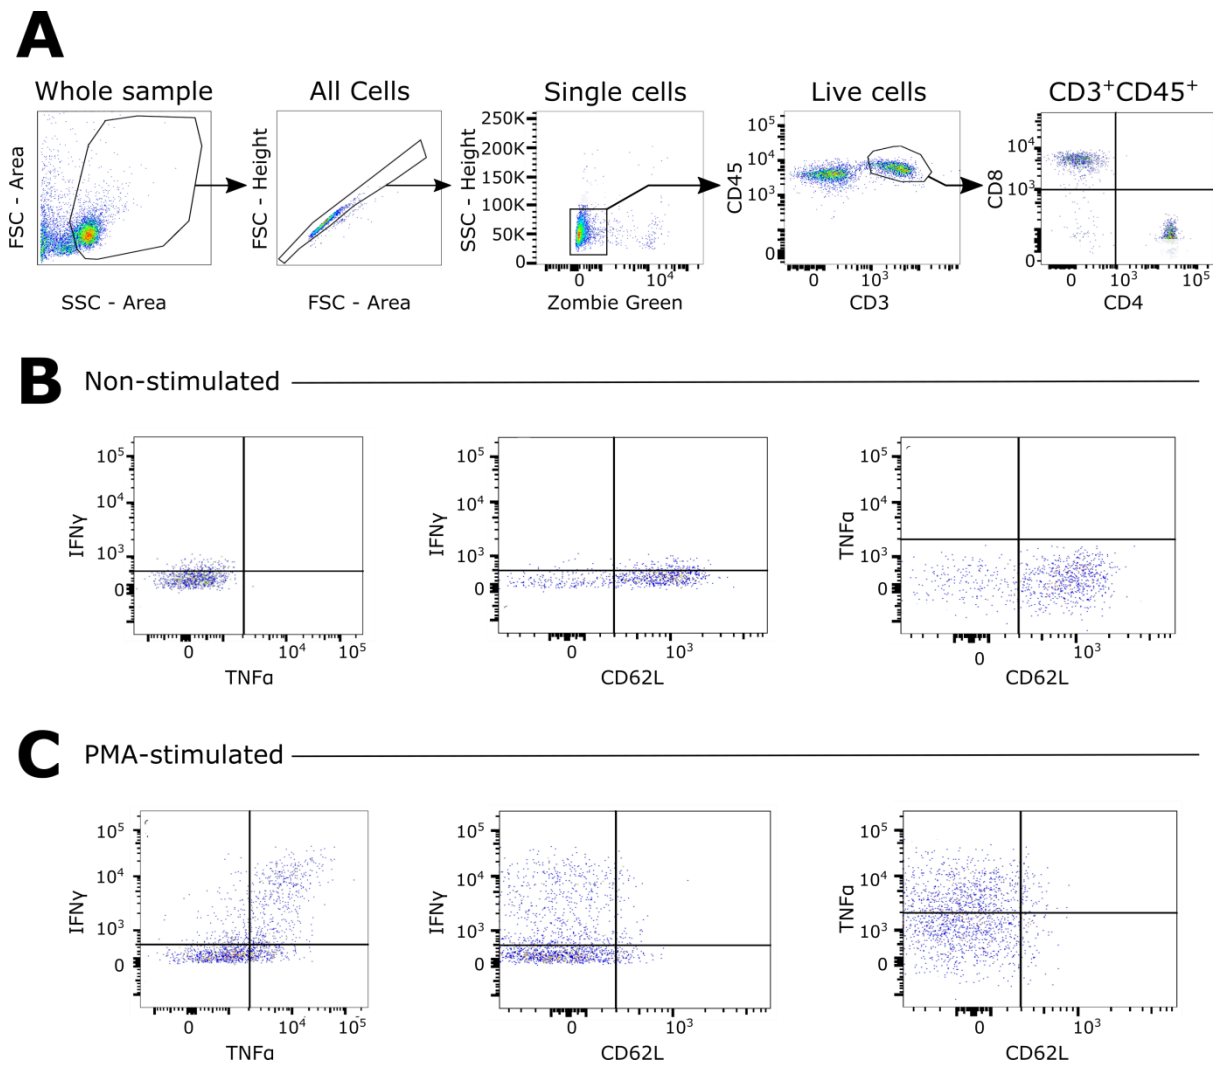 A
Whole sample
All Cells
Single cells
Live cells
CD3⁺CD45⁺
FSC - Area
SSC - Area
FSC - Height
FSC - Area
SSC - Height
250K
200K
150K
100K
50K
0
0 10⁴
Zombie Green
CD45
10⁵
10⁴
10³
0
0 10³
CD3
CD8
10⁴
10³
0
0 10³ 10⁵
CD4
B Non-stimulated
IFNγ
10⁵
10⁴
10³
0
0 10⁴ 10⁵
TNFα
IFNγ
10⁵
10⁴
10³
0
0 10³
CD62L
TNFα
10⁵
10⁴
10³
0
0 10³
CD62L
C PMA-stimulated
IFNγ
10⁵
10⁴
10³
0
0 10⁴ 10⁵
TNFα
IFNγ
10⁵
10⁴
10³
0
0 10³
CD62L
TNFα
10⁵
10⁴
10³
0
0 10³
CD62L